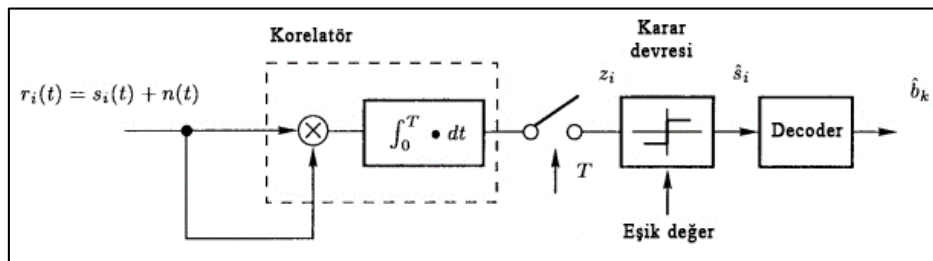 Korelatör
Karar
devresi
r_i(t) = s_i(t) + n(t)
z_i
ŝ_i
b̂_k
∫_0^T • dt
Decoder
T
Eşik değer